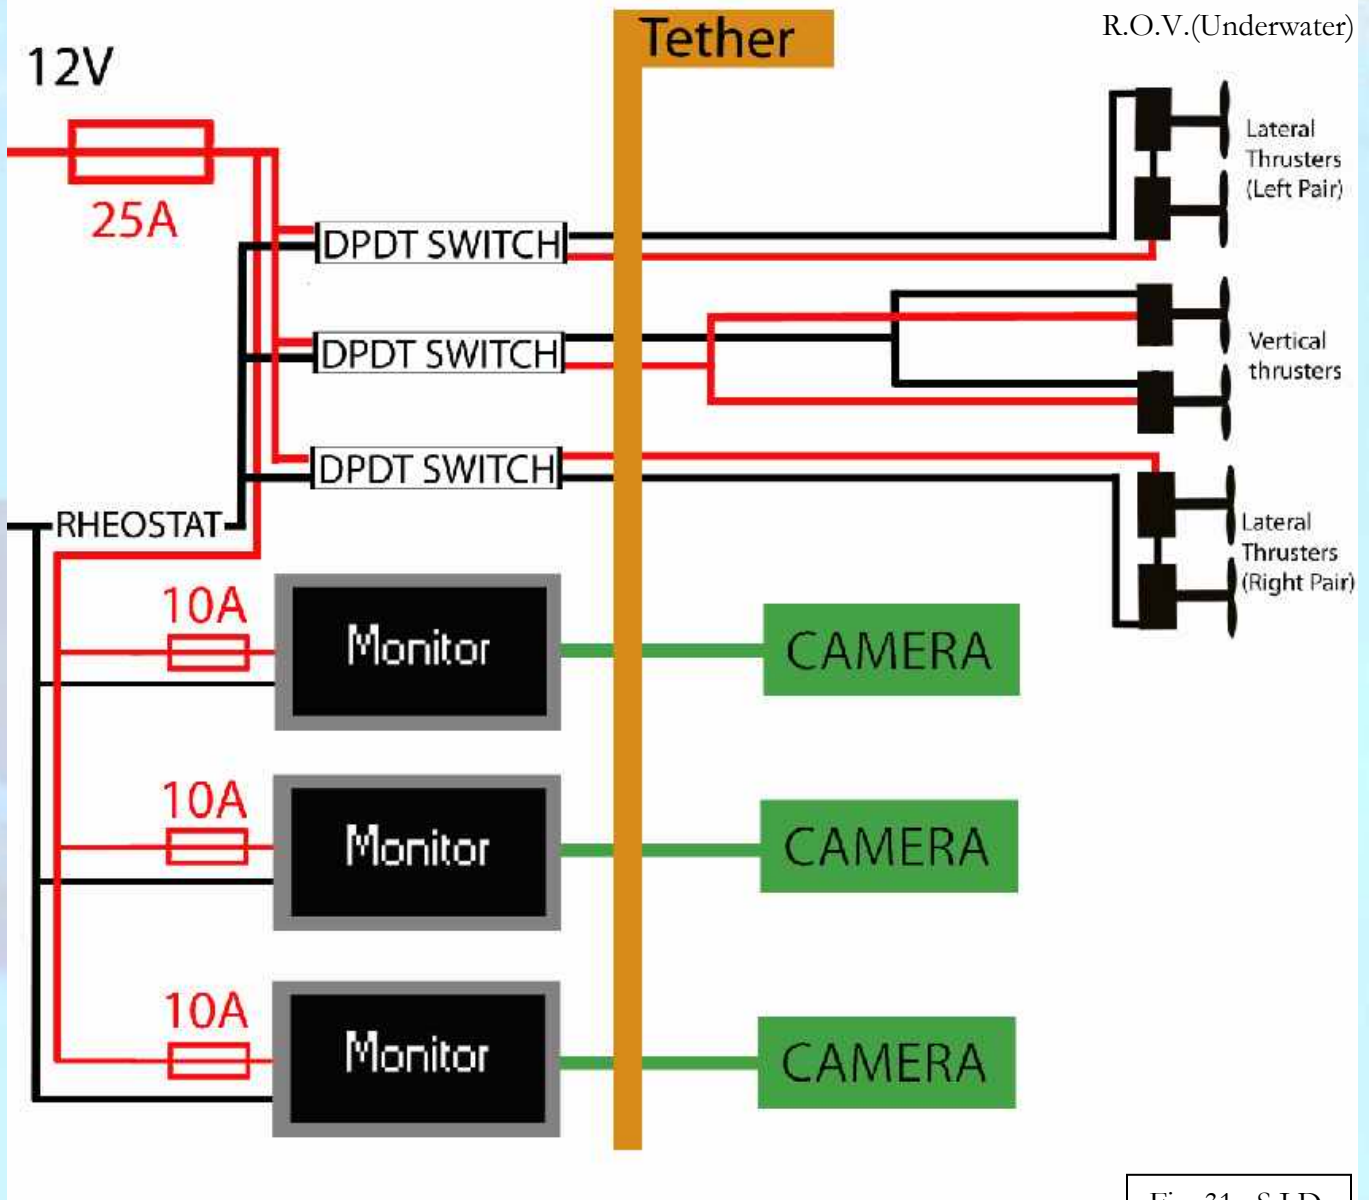 Tether
R.O.V.(Underwater)
12V
25A
Lateral
Thrusters
(Left Pair)
DPDT SWITCH
DPDT SWITCH
Vertical
thrusters
DPDT SWITCH
RHEOSTAT
Lateral
Thrusters
(Right Pair)
10A
Monitor
CAMERA
10A
Monitor
CAMERA
10A
Monitor
CAMERA